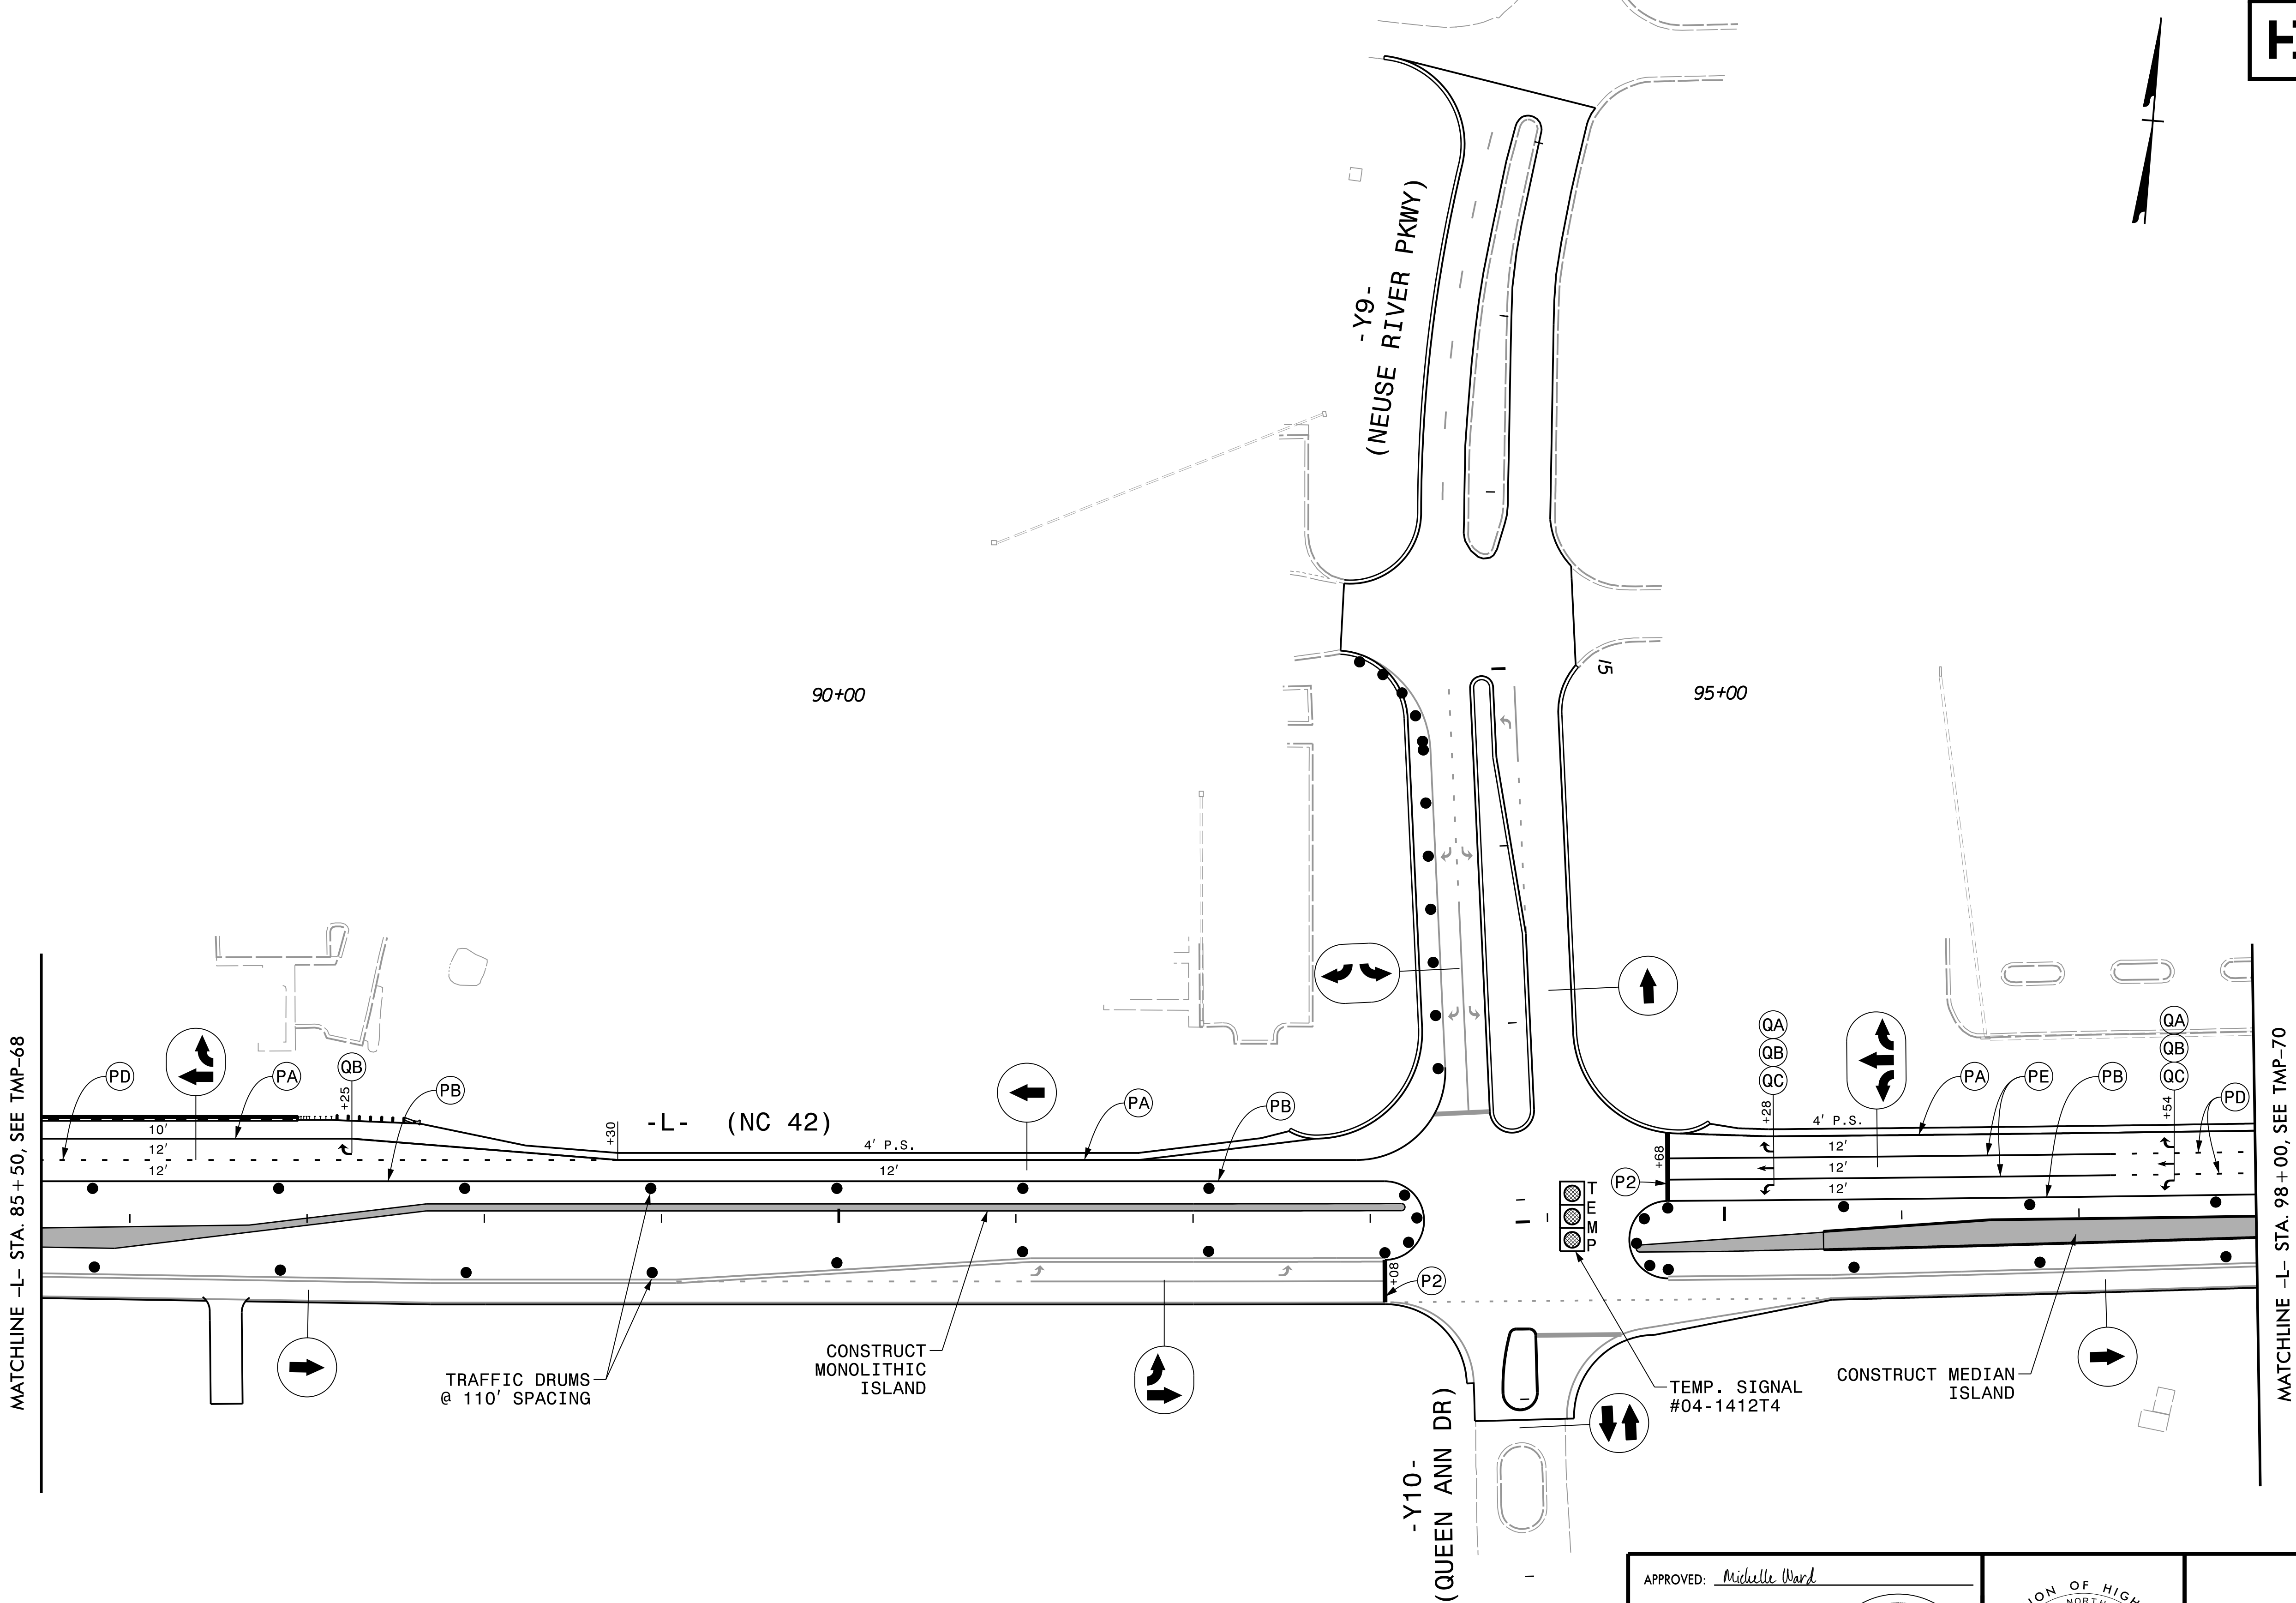 -Y9-
(NEUSE RIVER PKWY)
15
90+00
95+00
MATCHLINE -L- STA. 85+50, SEE TMP-68
PD
PA
QB
+25
PB
10'
12'
12'
+30
-L- (NC 42)
4' P.S.
12'
PA
PB
+68
P2
T
E
M
P
QA
QB
QC
+28
PA
PE
PB
QA
QB
QC
+54
PD
4' P.S.
12'
12'
12'
MATCHLINE -L- STA. 98+00, SEE TMP-70
+08
P2
TRAFFIC DRUMS
@ 110' SPACING
CONSTRUCT
MONOLITHIC
ISLAND
TEMP. SIGNAL
#04-1412T4
CONSTRUCT MEDIAN
ISLAND
-Y10-
(QUEEN ANN DR)
APPROVED: Michelle Ward
ION OF HIGH
NORTH